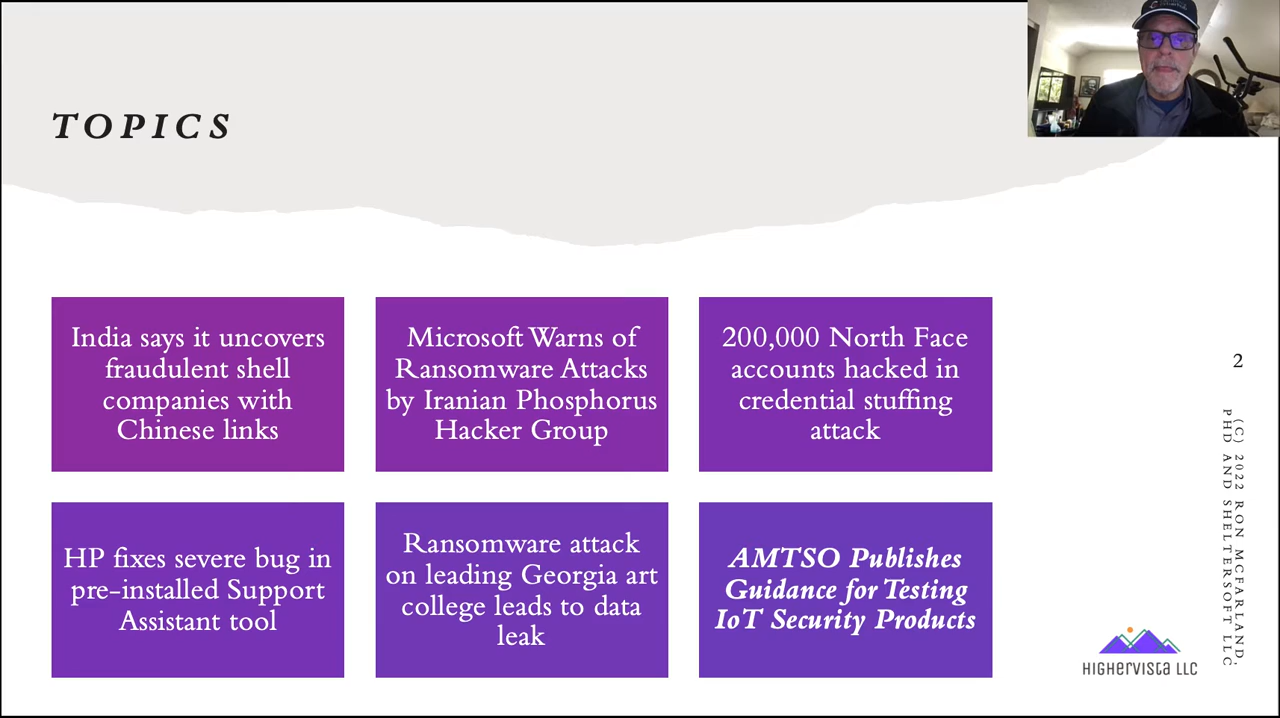 TOPICS
India says it uncovers
fraudulent shell
companies with
Chinese links
Microsoft Warns of
Ransomware Attacks
by Iranian Phosphorus
Hacker Group
200,000 North Face
accounts hacked in
credential stuffing
attack
HP fixes severe bug in
pre-installed Support
Assistant tool
Ransomware attack
on leading Georgia art
college leads to data
leak
AMTSO Publishes
Guidance for Testing
IoT Security Products
2
(C) 2022 RON MCFARLAND,
PHD AND SHELTERSOFT LLC
HIGHERVISTA LLC